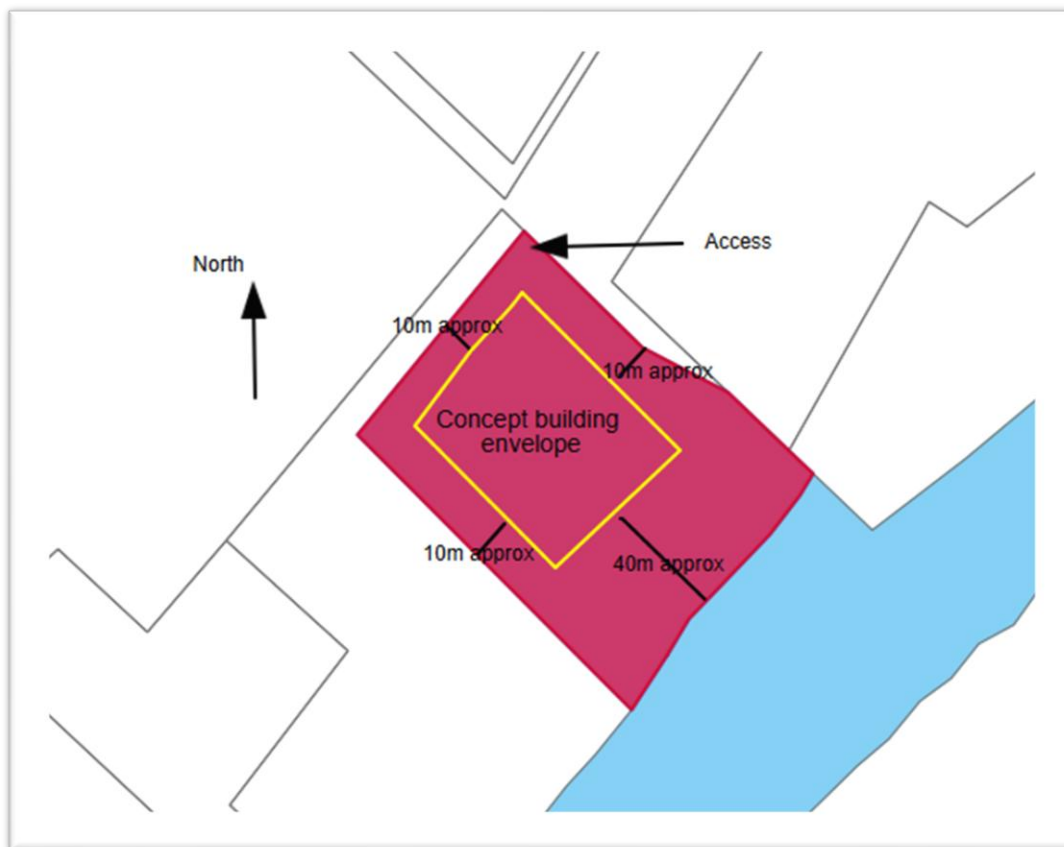 Access
North
10m approx
10m approx
Concept building
envelope
10m approx
40m approx